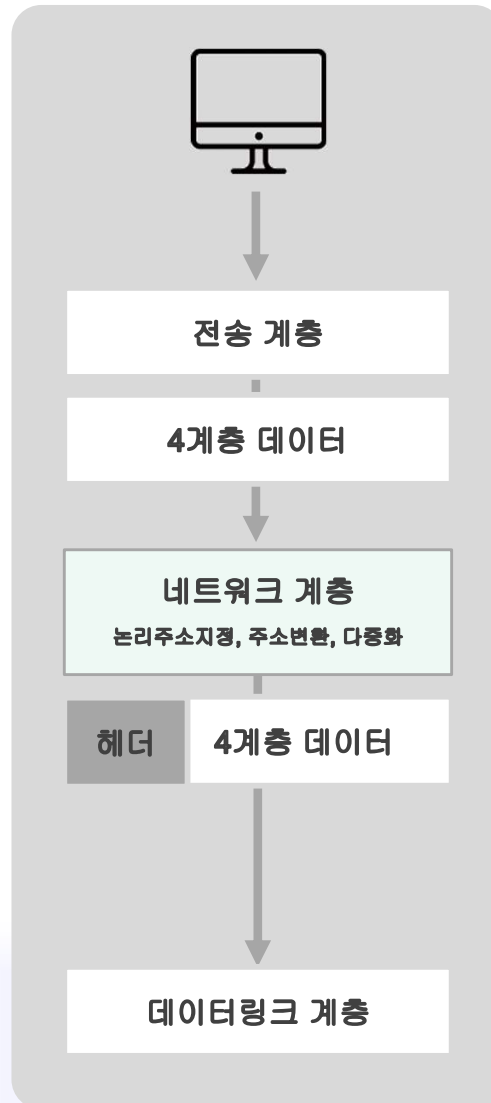 전송 계층
4계층 데이터
네트워크 계층
논리주소지정, 주소변환, 다중화
헤더 4계층 데이터
데이터링크 계층